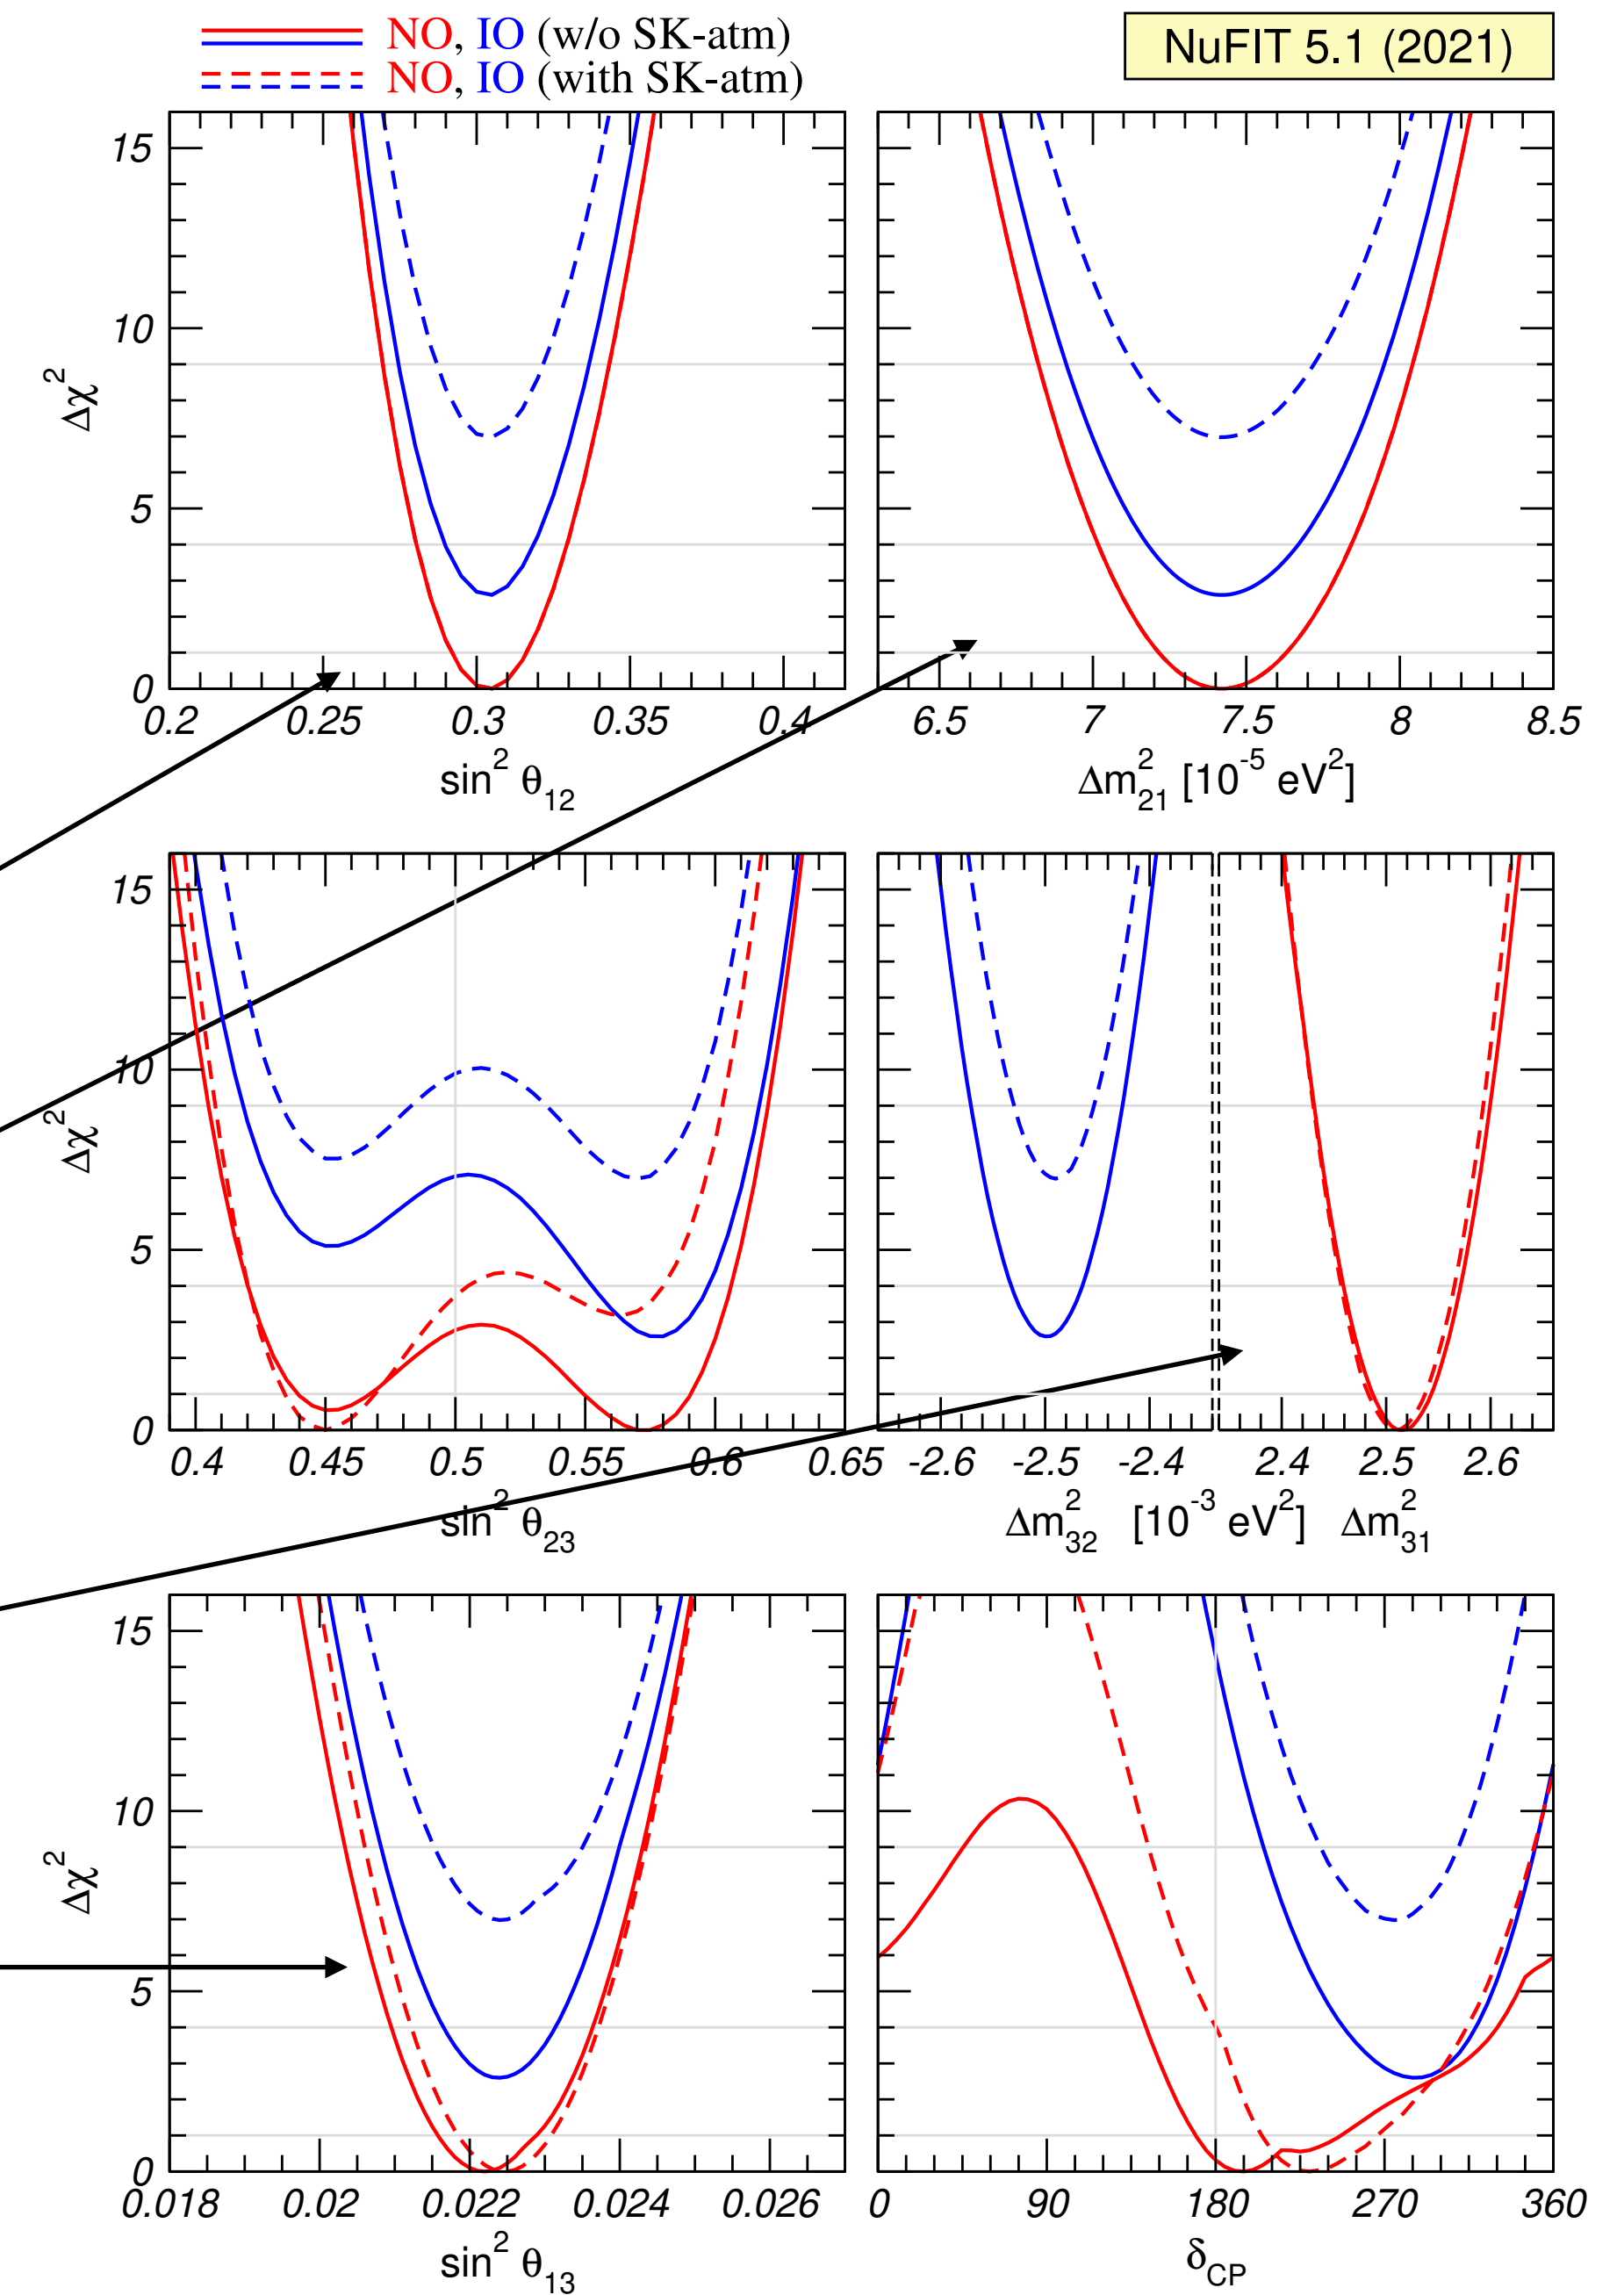 NO, IO (w/o SK-atm)
NO, IO (with SK-atm)
NuFIT 5.1 (2021)
15
10
5
0
Δχ²
0.2 0.25 0.3 0.35 0.4
sin² θ₁₂
6.5 7 7.5 8 8.5
Δm²₂₁ [10⁻⁵ eV²]
15
10
5
0
Δχ²
0.4 0.45 0.5 0.55 0.6 0.65
sin² θ₂₃
-2.6 -2.5 -2.4 2.4 2.5 2.6
Δm²₃₂ [10⁻³ eV²] Δm²₃₁
15
10
5
0
Δχ²
0.018 0.02 0.022 0.024 0.026
sin² θ₁₃
0 90 180 270 360
δ_CP